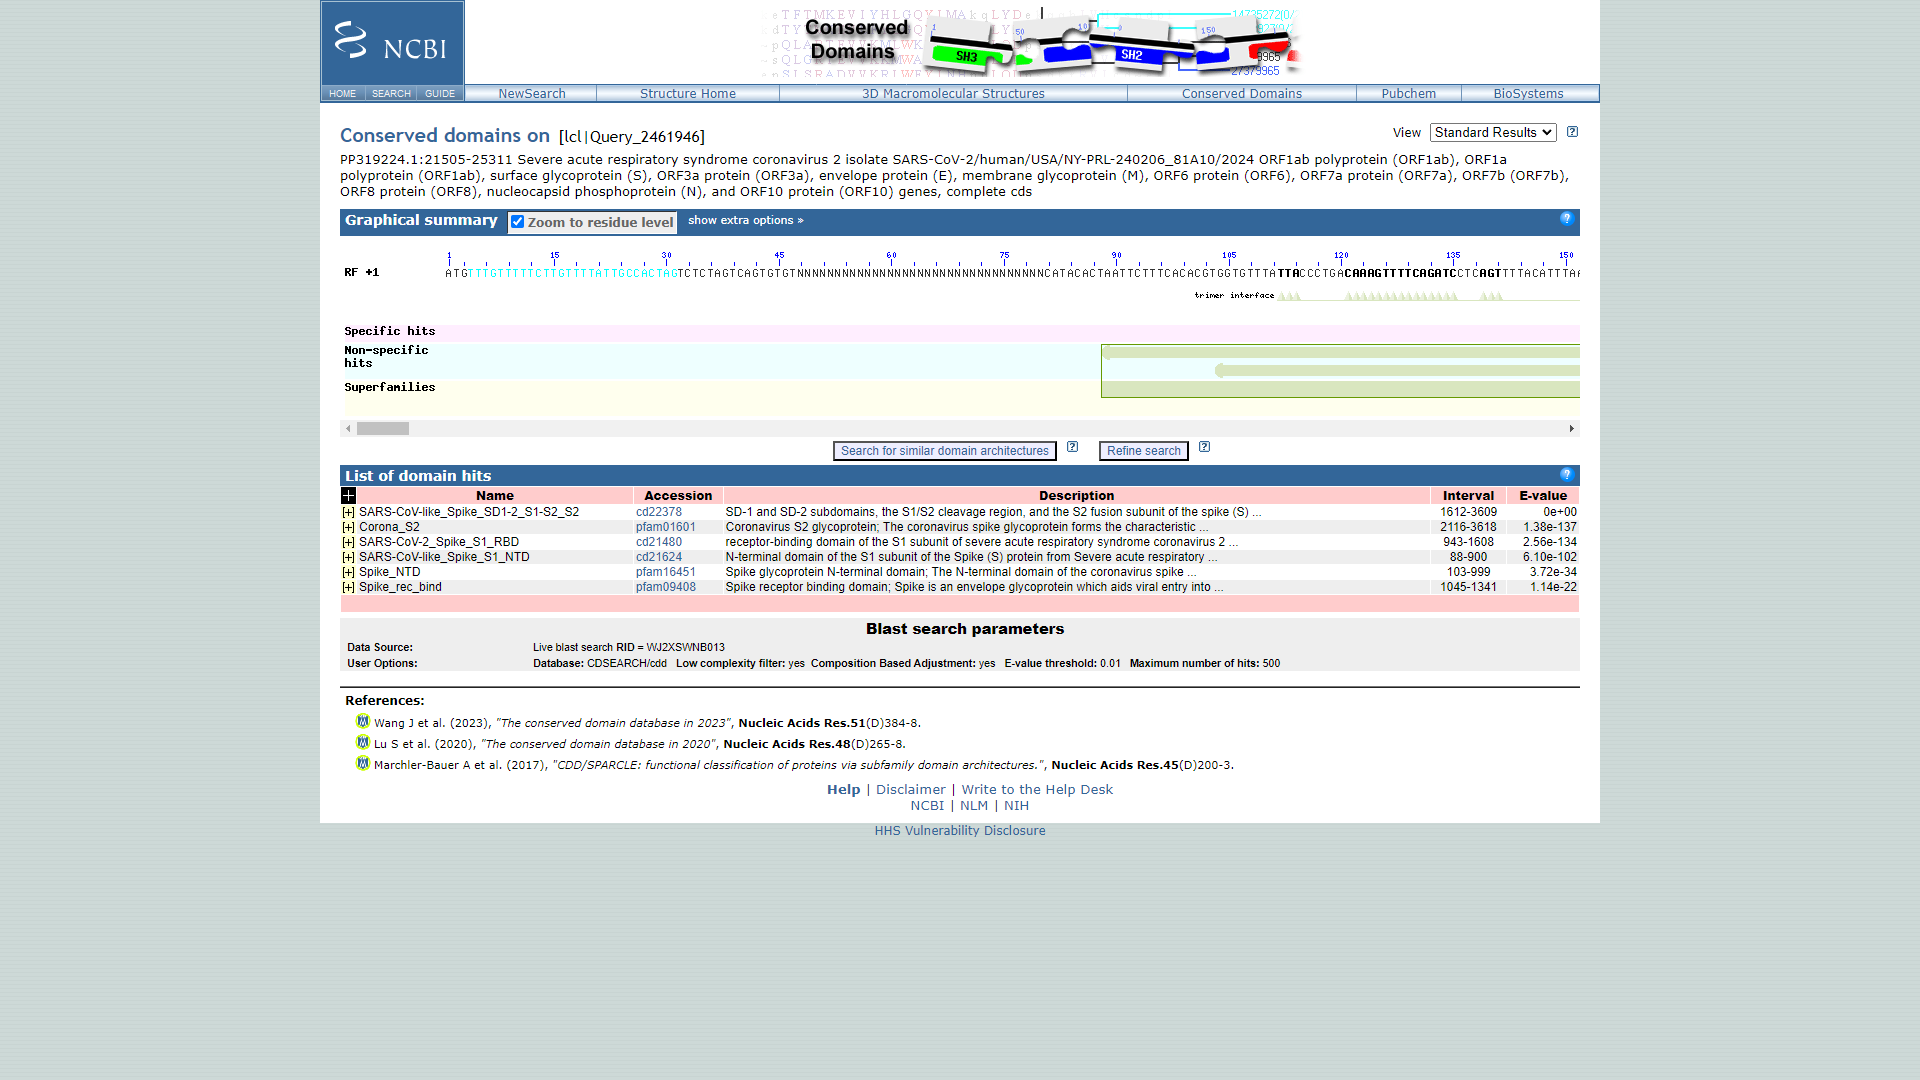 NCBI
Conserved
Domains
SH3
SH2
HOME SEARCH GUIDE NewSearch Structure Home 3D Macromolecular Structures Conserved Domains Pubchem BioSystems
Conserved domains on [lcl|Query_2461946]
View Standard Results
PP319224.1:21505-25311 Severe acute respiratory syndrome coronavirus 2 isolate SARS-CoV-2/human/USA/NY-PRL-240206_81A10/2024 ORF1ab polyprotein (ORF1ab), ORF1a
polyprotein (ORF1ab), surface glycoprotein (S), ORF3a protein (ORF3a), envelope protein (E), membrane glycoprotein (M), ORF6 protein (ORF6), ORF7a protein (ORF7a), ORF7b (ORF7b),
ORF8 protein (ORF8), nucleocapsid phosphoprotein (N), and ORF10 protein (ORF10) genes, complete cds
Graphical summary Zoom to residue level show extra options »
1 15 30 45 60 75 90 105 120 135 150
RF +1
trimer interface
Specific hits
Non-specific
hits
Superfamilies
Search for similar domain architectures Refine search
List of domain hits
Name Accession Description Interval E-value
[+] SARS-CoV-like_Spike_SD1-2_S1-S2_S2 cd22378 SD-1 and SD-2 subdomains, the S1/S2 cleavage region, and the S2 fusion subunit of the spike (S) ... 1612-3609 0e+00
[+] Corona_S2 pfam01601 Coronavirus S2 glycoprotein; The coronavirus spike glycoprotein forms the characteristic ... 2116-3618 1.38e-137
[+] SARS-CoV-2_Spike_S1_RBD cd21480 receptor-binding domain of the S1 subunit of severe acute respiratory syndrome coronavirus 2 ... 943-1608 2.56e-134
[+] SARS-CoV-like_Spike_S1_NTD cd21624 N-terminal domain of the S1 subunit of the Spike (S) protein from Severe acute respiratory ... 88-900 6.10e-102
[+] Spike_NTD pfam16451 Spike glycoprotein N-terminal domain; The N-terminal domain of the coronavirus spike ... 103-999 3.72e-34
[+] Spike_rec_bind pfam09408 Spike receptor binding domain; Spike is an envelope glycoprotein which aids viral entry into ... 1045-1341 1.14e-22
Blast search parameters
Data Source: Live blast search RID = WJ2XSWNB013
User Options: Database: CDSEARCH/cdd Low complexity filter: yes Composition Based Adjustment: yes E-value threshold: 0.01 Maximum number of hits: 500
References:
Wang J et al. (2023), "The conserved domain database in 2023", Nucleic Acids Res.51(D)384-8.
Lu S et al. (2020), "The conserved domain database in 2020", Nucleic Acids Res.48(D)265-8.
Marchler-Bauer A et al. (2017), "CDD/SPARCLE: functional classification of proteins via subfamily domain architectures.", Nucleic Acids Res.45(D)200-3.
Help | Disclaimer | Write to the Help Desk
NCBI | NLM | NIH
HHS Vulnerability Disclosure